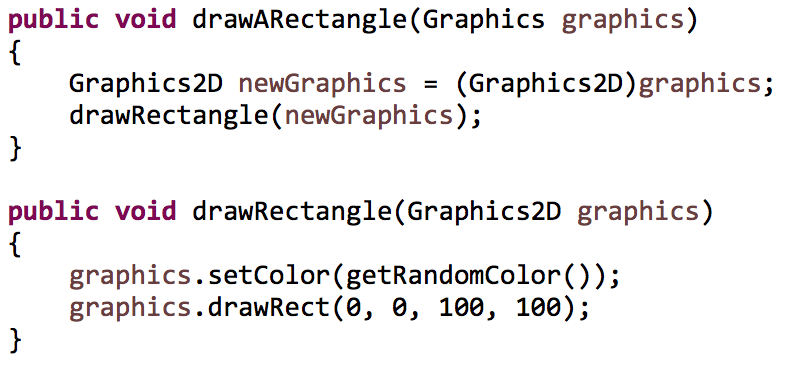 public void drawARectangle(Graphics graphics)
{
    Graphics2D newGraphics = (Graphics2D)graphics;
    drawRectangle(newGraphics);
}

public void drawRectangle(Graphics2D graphics)
{
    graphics.setColor(getRandomColor());
    graphics.drawRect(0, 0, 100, 100);
}